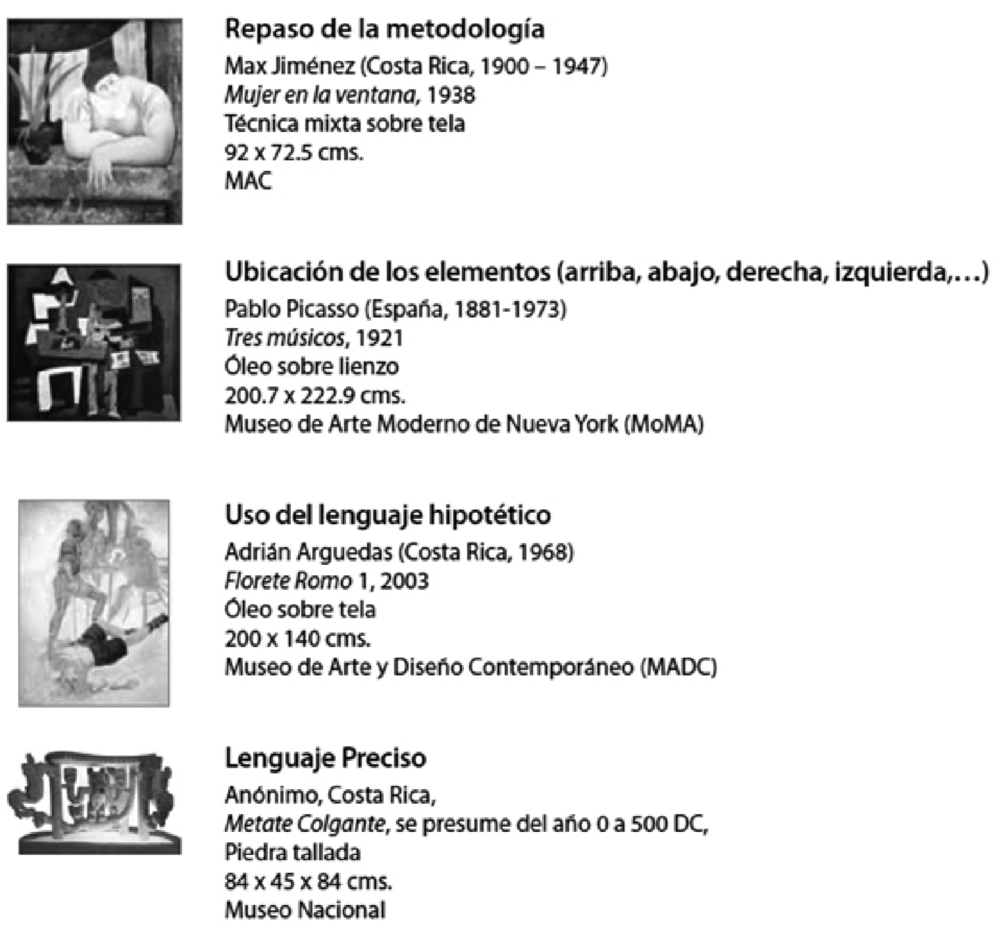 Repaso de la metodología
Max Jiménez (Costa Rica, 1900 – 1947)
Mujer en la ventana, 1938
Técnica mixta sobre tela
92 x 72.5 cms.
MAC
Ubicación de los elementos (arriba, abajo, derecha, izquierda,…)
Pablo Picasso (España, 1881-1973)
Tres músicos, 1921
Óleo sobre lienzo
200.7 x 222.9 cms.
Museo de Arte Moderno de Nueva York (MoMA)
Uso del lenguaje hipotético
Adrián Arguedas (Costa Rica, 1968)
Florete Romo 1, 2003
Óleo sobre tela
200 x 140 cms.
Museo de Arte y Diseño Contemporáneo (MADC)
Lenguaje Preciso
Anónimo, Costa Rica,
Metate Colgante, se presume del año 0 a 500 DC,
Piedra tallada
84 x 45 x 84 cms.
Museo Nacional